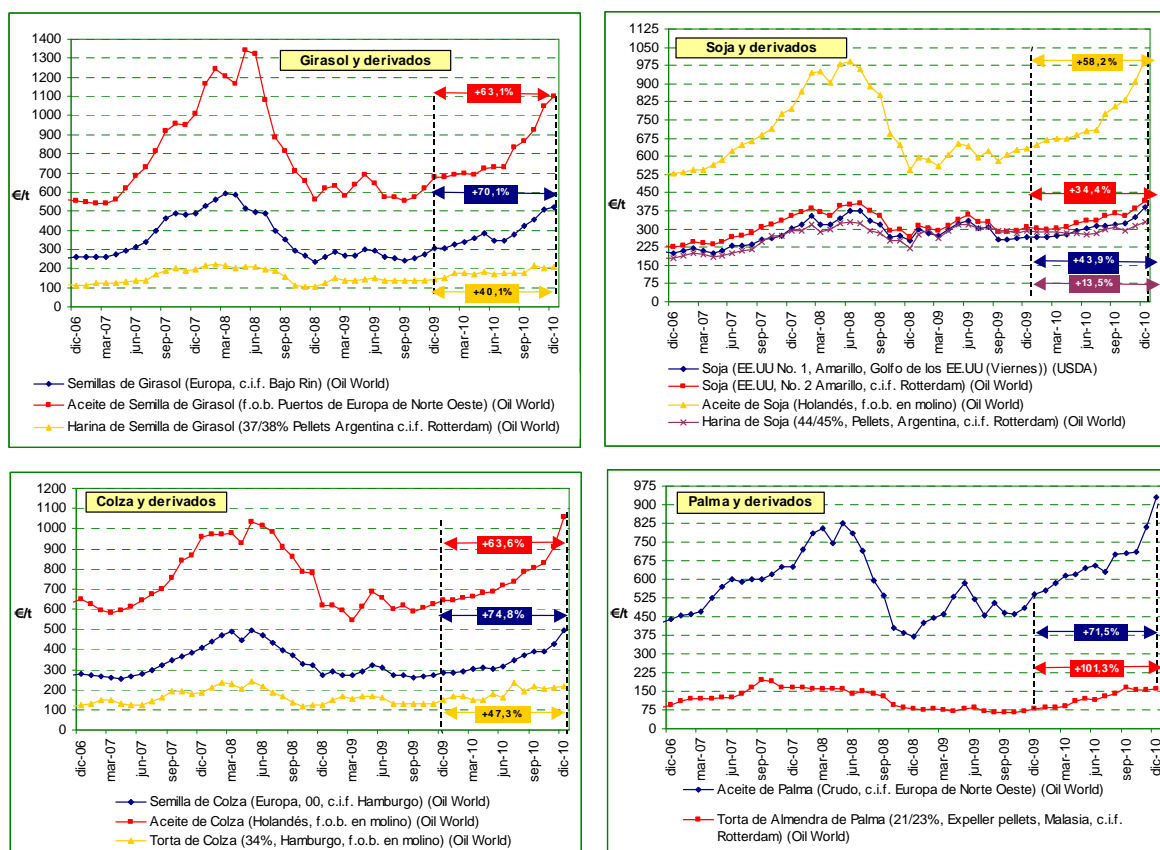 Girasol y derivados
1400
1300
1200
1100
1000
900
800
700
600
500
400
300
200
100
0
€/t
+63,1%
+70,1%
+40,1%
dic-06
mar-07
jun-07
sep-07
dic-07
mar-08
jun-08
sep-08
dic-08
mar-09
jun-09
sep-09
dic-09
mar-10
jun-10
sep-10
dic-10
Semillas de Girasol (Europa, c.i.f. Bajo Rin) (Oil World)
Aceite de Semilla de Girasol (f.o.b. Puertos de Europa de Norte Oeste) (Oil World)
Harina de Semilla de Girasol (37/38% Pellets Argentina c.i.f. Rotterdam) (Oil World)
Soja y derivados
1125
1050
975
900
825
750
675
600
525
450
375
300
225
150
75
0
€/t
+58,2%
+34,4%
+43,9%
+13,5%
dic-06
mar-07
jun-07
sep-07
dic-07
mar-08
jun-08
sep-08
dic-08
mar-09
jun-09
sep-09
dic-09
mar-10
jun-10
sep-10
dic-10
Soja (EE.UU No. 1, Amarillo, Golfo de los EE.UU (Viernes)) (USDA)
Soja (EE.UU, No. 2 Amarillo, c.i.f. Rotterdam) (Oil World)
Aceite de Soja (Holandés, f.o.b. en molino) (Oil World)
Harina de Soja (44/45%, Pellets, Argentina, c.i.f. Rotterdam) (Oil World)
Colza y derivados
1200
1100
1000
900
800
700
600
500
400
300
200
100
0
€/t
+63,6%
+74,8%
+47,3%
dic-06
mar-07
jun-07
sep-07
dic-07
mar-08
jun-08
sep-08
dic-08
mar-09
jun-09
sep-09
dic-09
mar-10
jun-10
sep-10
dic-10
Semilla de Colza (Europa, 00, c.i.f. Hamburgo) (Oil World)
Aceite de Colza (Holandés, f.o.b. en molino) (Oil World)
Torta de Colza (34%, Hamburgo, f.o.b. en molino) (Oil World)
Palma y derivados
975
900
825
750
675
600
525
450
375
300
225
150
75
0
€/t
+71,5%
+101,3%
dic-06
mar-07
jun-07
sep-07
dic-07
mar-08
jun-08
sep-08
dic-08
mar-09
jun-09
sep-09
dic-09
mar-10
jun-10
sep-10
dic-10
Aceite de Palma (Crudo, c.i.f. Europa de Norte Oeste) (Oil World)
Torta de Almendra de Palma (21/23%, Expeller pellets, Malasia, c.i.f.
Rotterdam) (Oil World)